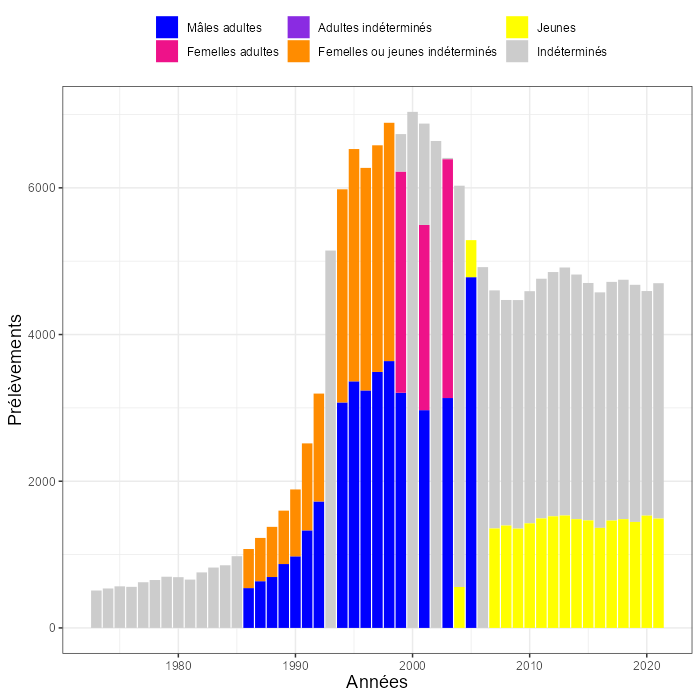 Mâles adultes
Adultes indéterminés
Jeunes
Femelles adultes
Femelles ou jeunes indéterminés
Indéterminés
6000
4000
2000
0
Prélèvements
1980
1990
2000
2010
2020
Années